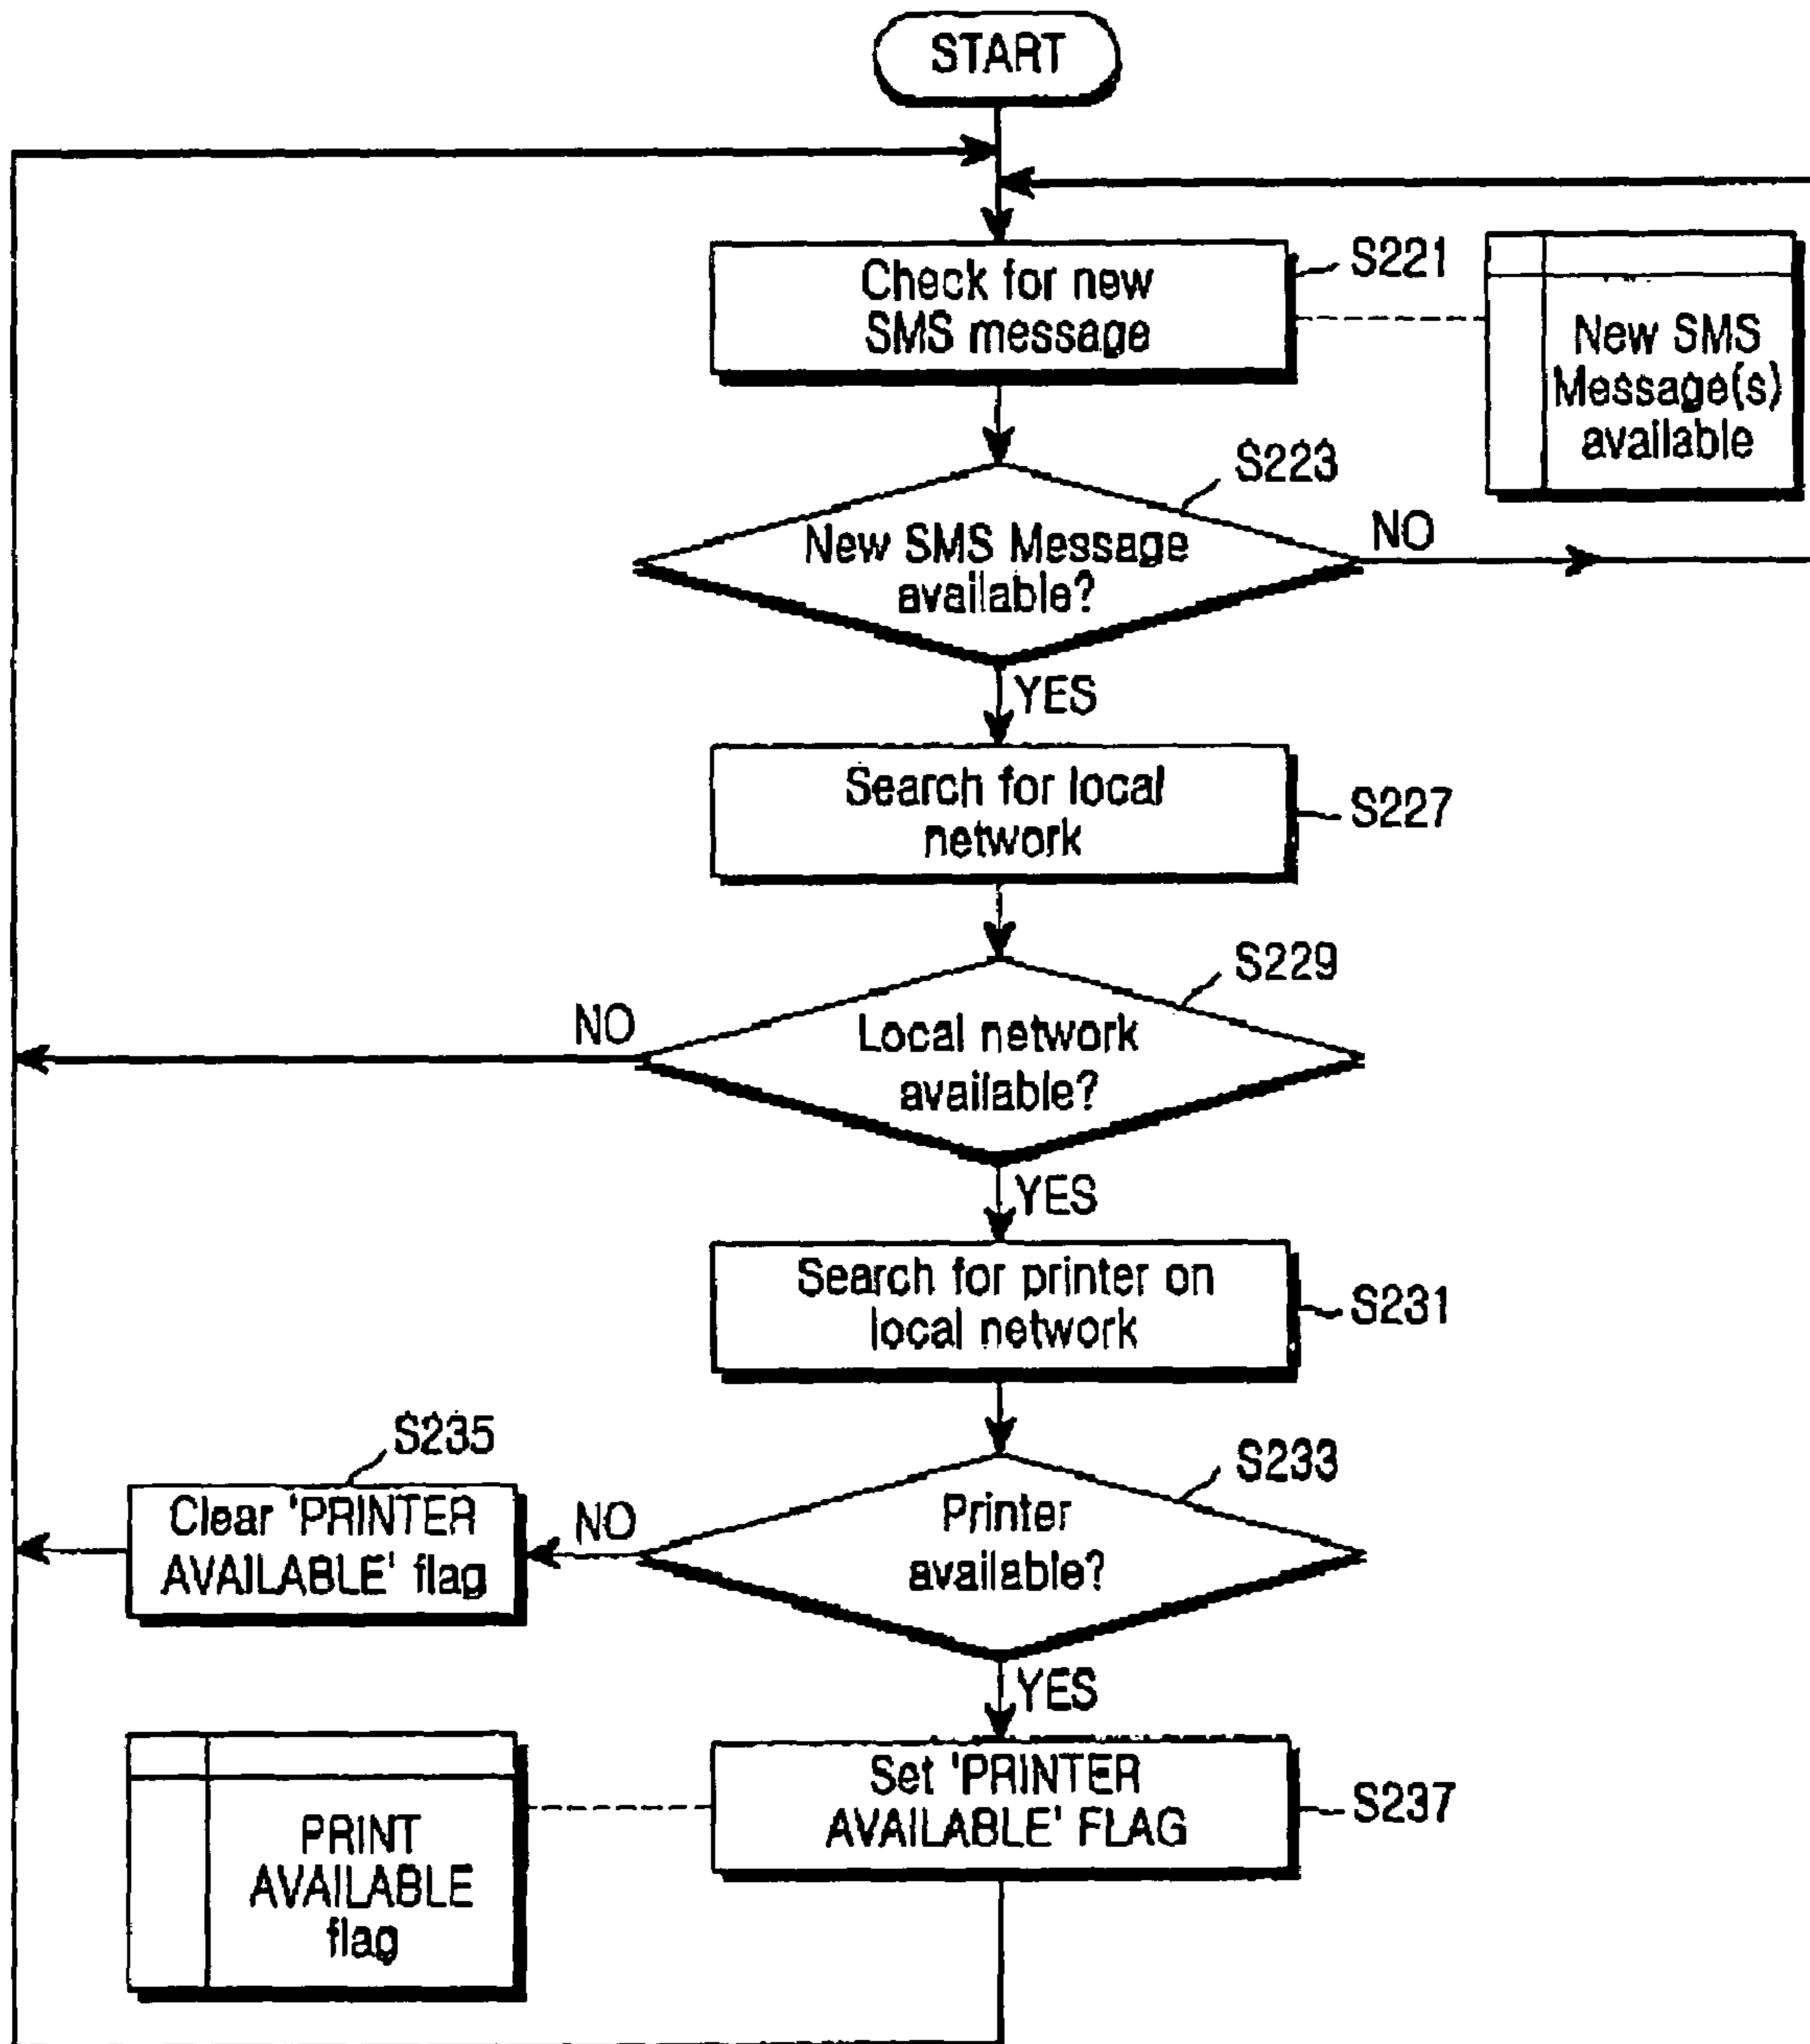 START
Check for new
SMS message
S221
New SMS
Message(s)
available
S223
New SMS Message
available?
NO
YES
Search for local
network
S227
S229
Local network
available?
NO
YES
Search for printer on
local network
S231
S233
Printer
available?
NO
S235
Clear 'PRINTER
AVAILABLE' flag
YES
Set 'PRINTER
AVAILABLE' FLAG
S237
PRINT
AVAILABLE
flag